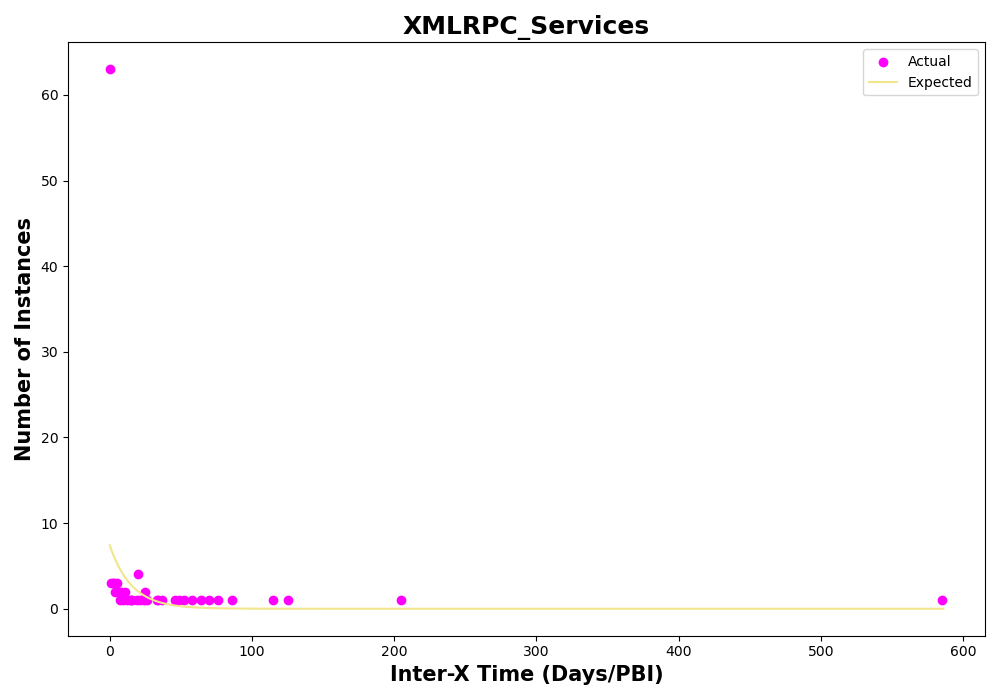 XMLRPC_Services
Actual
Expected
Number of Instances
60
50
40
30
20
10
0
0 100 200 300 400 500 600
Inter-X Time (Days/PBI)